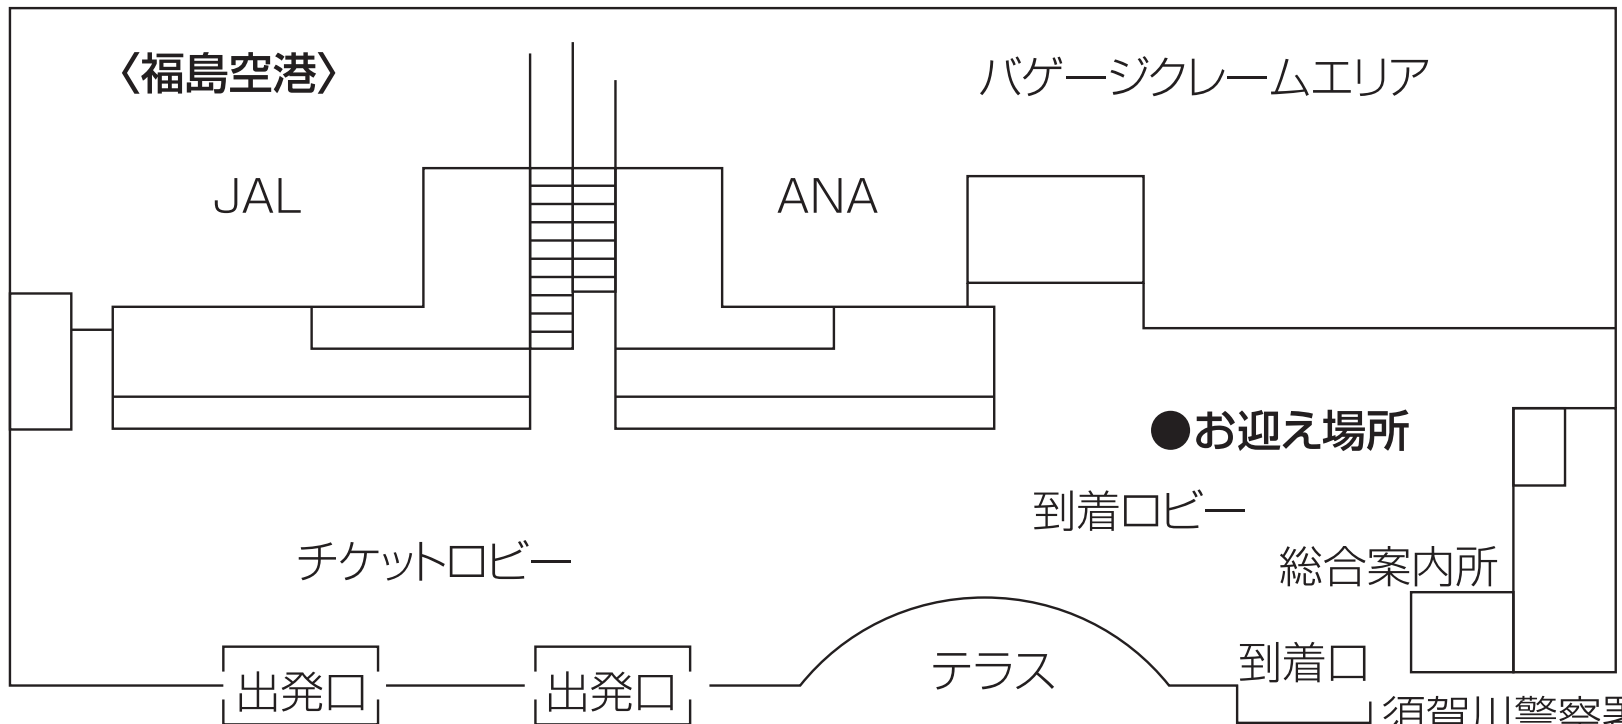 〈福島空港〉
バゲージクレームエリア
JAL
ANA
●お迎え場所
到着ロビー
チケットロビー
総合案内所
テラス
到着口
出発口
出発口
須賀川警察